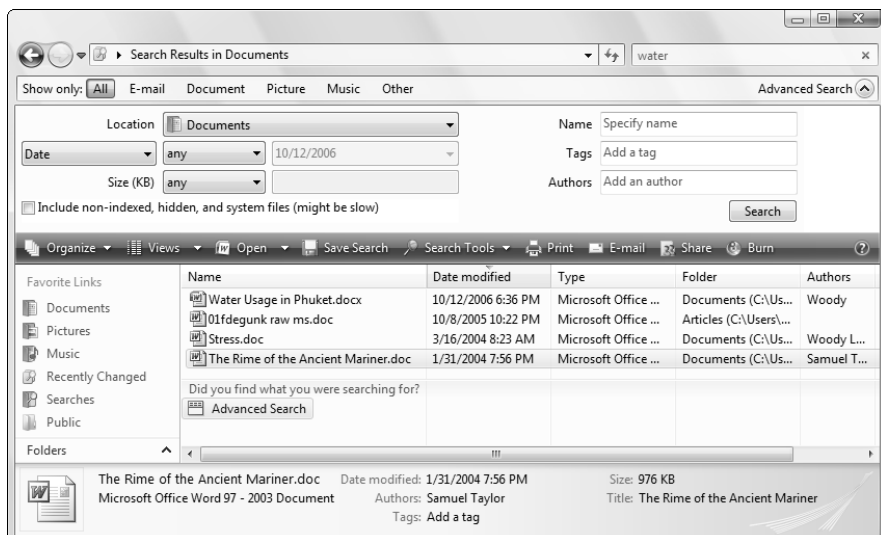 Search Results in Documents water
Show only: All E-mail Document Picture Music Other Advanced Search
Location Documents Name Specify name
Date any 10/12/2006 Tags Add a tag
Size (KB) any Authors Add an author
Include non-indexed, hidden, and system files (might be slow)
Search
Organize Views Open Save Search Search Tools Print E-mail Share Burn
Favorite Links
Documents
Pictures
Music
Recently Changed
Searches
Public
Folders
Name Date modified Type Folder Authors
Water Usage in Phuket.docx 10/12/2006 6:36 PM Microsoft Office ... Documents (C:\Us... Woody
01fdegunk raw ms.doc 10/8/2005 10:22 PM Microsoft Office ... Articles (C:\Users\...
Stress.doc 3/16/2004 8:23 AM Microsoft Office ... Documents (C:\Us... Woody L...
The Rime of the Ancient Mariner.doc 1/31/2004 7:56 PM Microsoft Office ... Documents (C:\Us... Samuel T...
Did you find what you were searching for?
Advanced Search
The Rime of the Ancient Mariner.doc Date modified: 1/31/2004 7:56 PM Size: 976 KB
Microsoft Office Word 97 - 2003 Document Authors: Samuel Taylor Title: The Rime of the Ancient Mariner
Tags: Add a tag